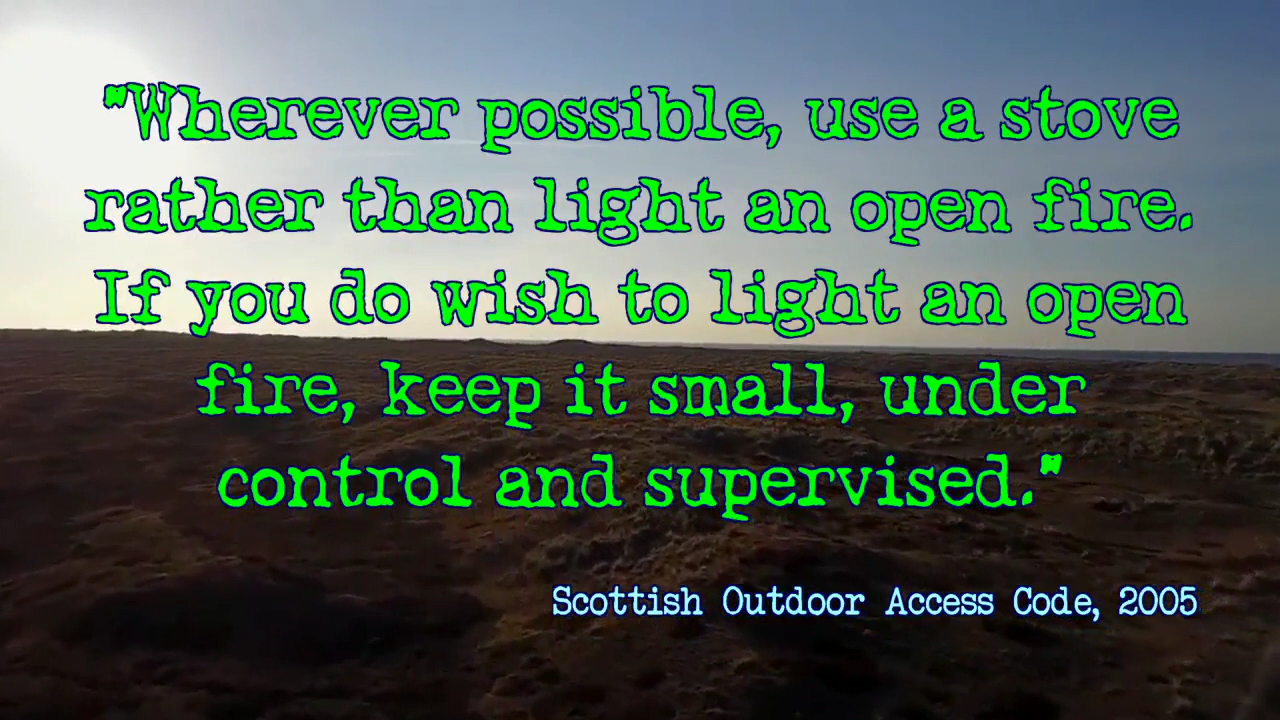 "Wherever possible, use a stove
rather than light an open fire.
If you do wish to light an open
fire, keep it small, under
control and supervised."
Scottish Outdoor Access Code, 2005